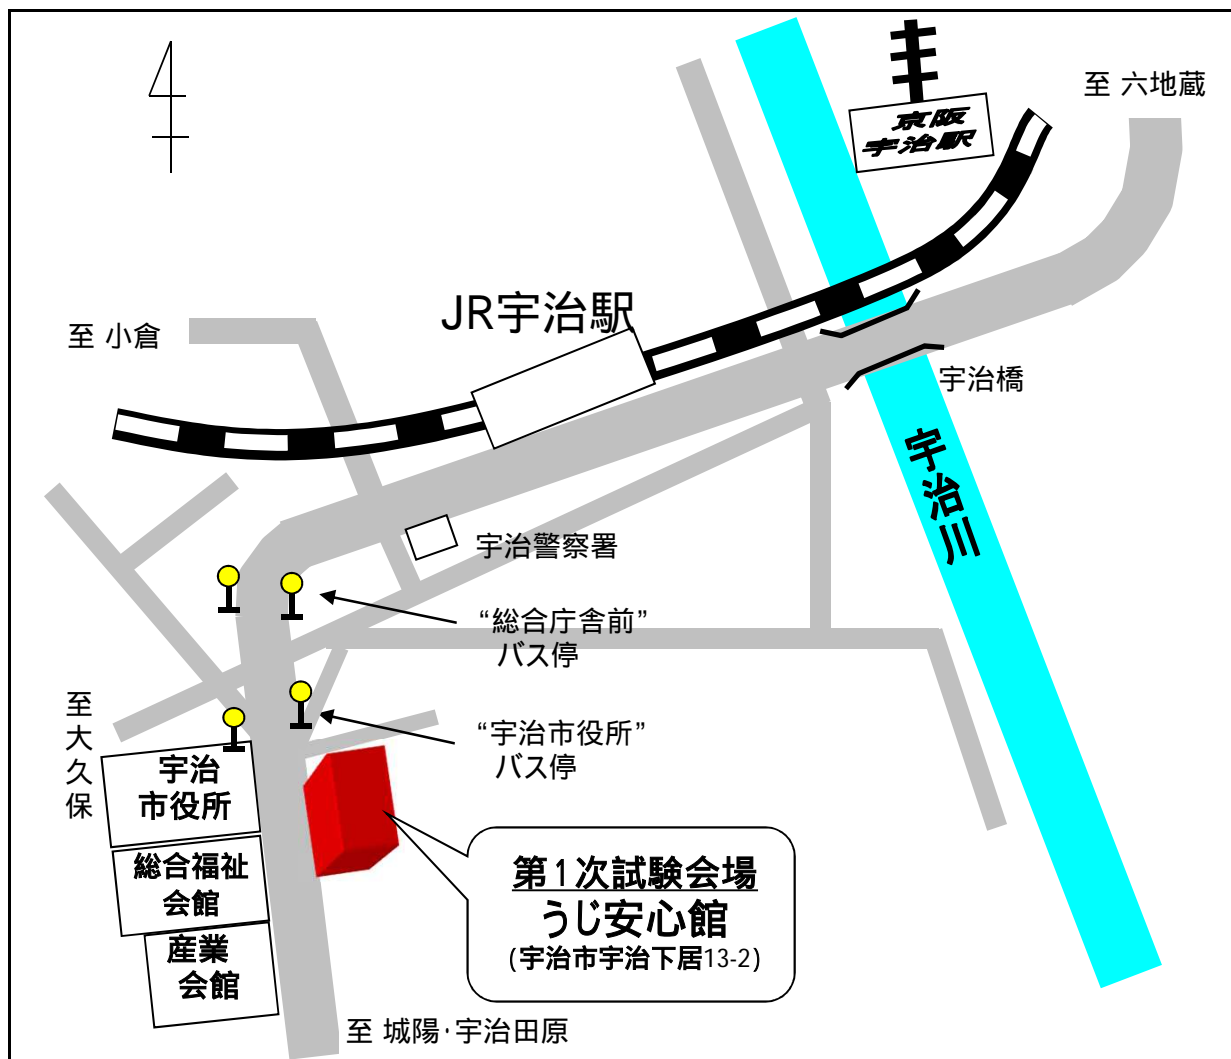 至 六地蔵
京阪
宇治駅
JR宇治駅
至 小倉
宇治橋
宇治川
宇治警察署
“総合庁舎前”
バス停
至大久保
“宇治市役所”
バス停
宇治
市役所
総合福祉
会館
産業
会館
第1次試験会場
うじ安心館
(宇治市宇治下居13-2)
至 城陽・宇治田原